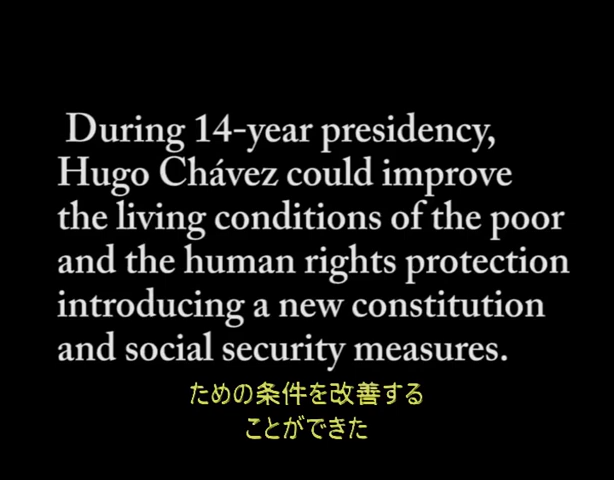 During 14-year presidency,
Hugo Chávez could improve
the living conditions of the poor
and the human rights protection
introducing a new constitution
and social security measures.
ための条件を改善する
ことができた